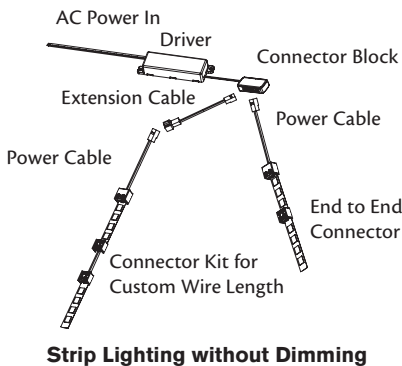 AC Power In
Driver
Connector Block
Extension Cable
Power Cable
Power Cable
End to End
Connector
Connector Kit for
Custom Wire Length
Strip Lighting without Dimming